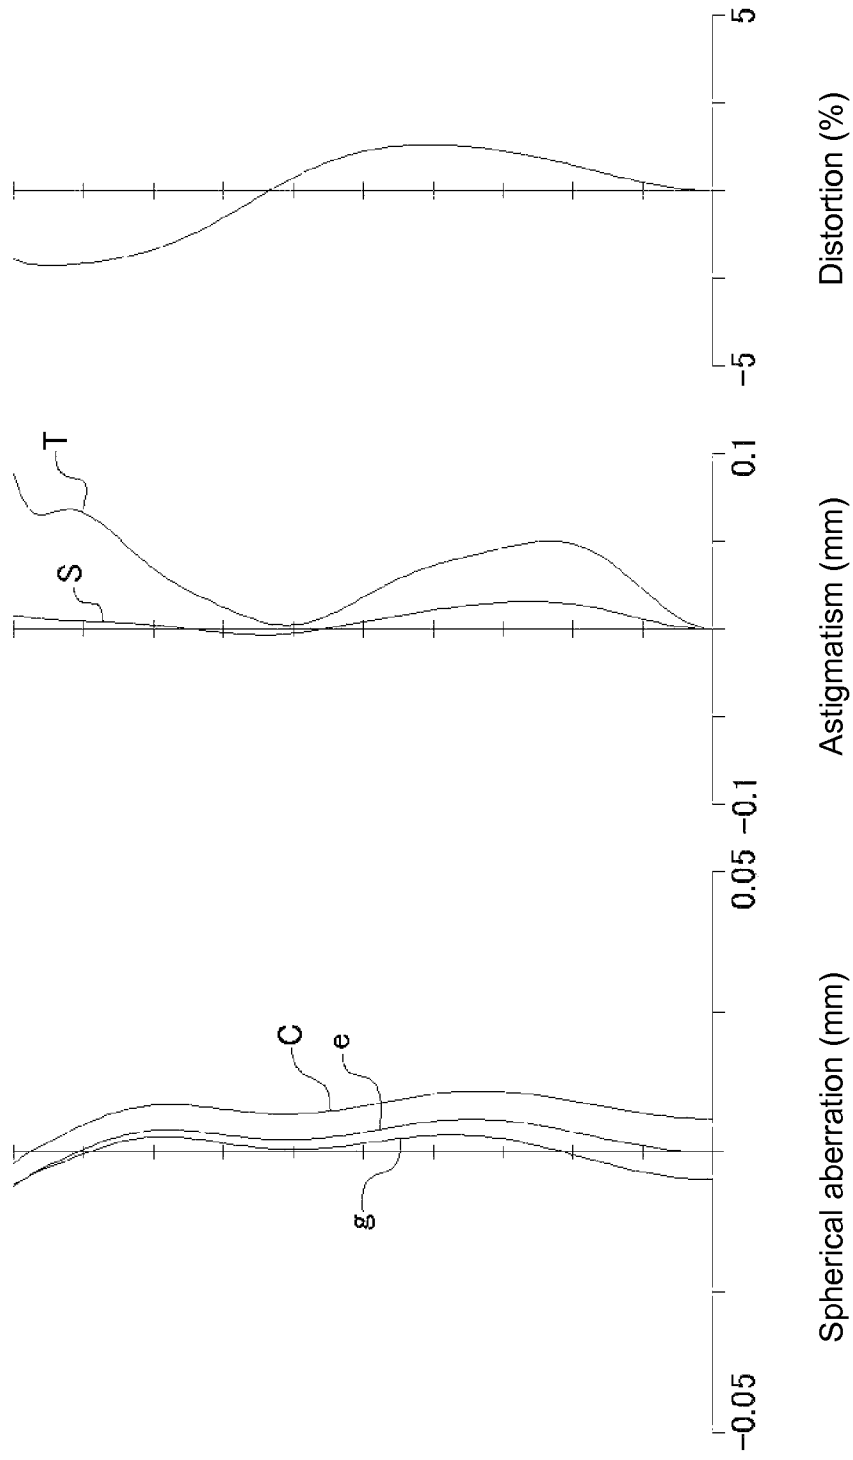 g
e
C
-0.05
0.05
Spherical aberration (mm)
S
T
-0.1
0.1
Astigmatism (mm)
-5
5
Distortion (%)